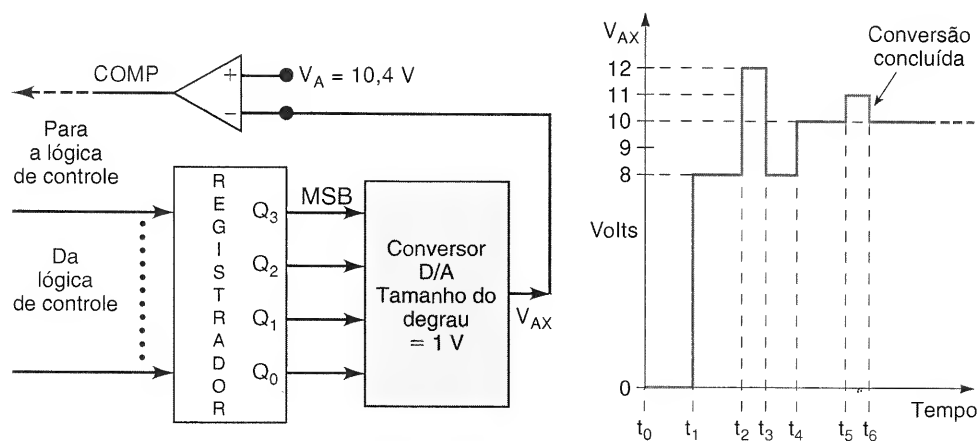 COMP
V_A = 10,4 V
+
−
Para
a lógica
de controle
Da
lógica
de controle
REGISTRADOR
Q3
Q2
Q1
Q0
MSB
Conversor
D/A
Tamanho do
degrau
= 1 V
V_AX
V_AX
Conversão
concluída
12
11
10
9
8
Volts
0
t0 t1 t2 t3 t4 t5 t6
Tempo